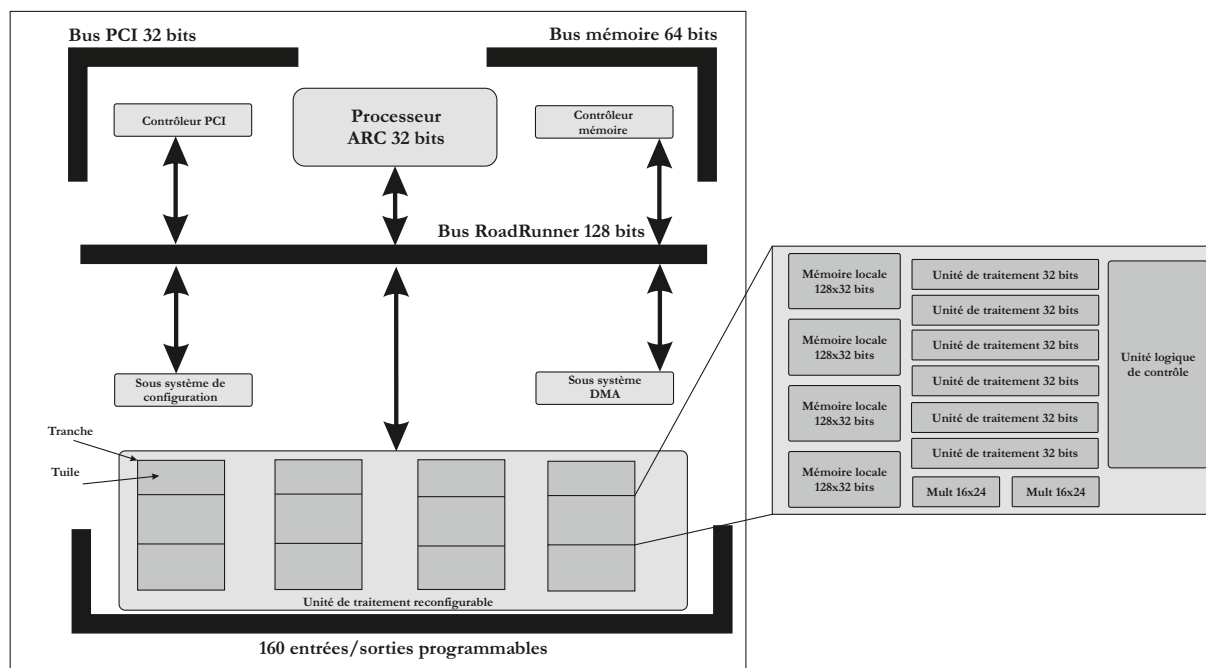 Bus PCI 32 bits
Bus mémoire 64 bits
Contrôleur PCI
Processeur
ARC 32 bits
Contrôleur
mémoire
Bus RoadRunner 128 bits
Sous système de
configuration
Sous système
DMA
Tranche
Tuile
Unité de traitement reconfigurable
160 entrées/sorties programmables
Mémoire locale
128x32 bits
Mémoire locale
128x32 bits
Mémoire locale
128x32 bits
Mémoire locale
128x32 bits
Unité de traitement 32 bits
Unité de traitement 32 bits
Unité de traitement 32 bits
Unité de traitement 32 bits
Unité de traitement 32 bits
Unité de traitement 32 bits
Mult 16x24
Mult 16x24
Unité logique
de contrôle